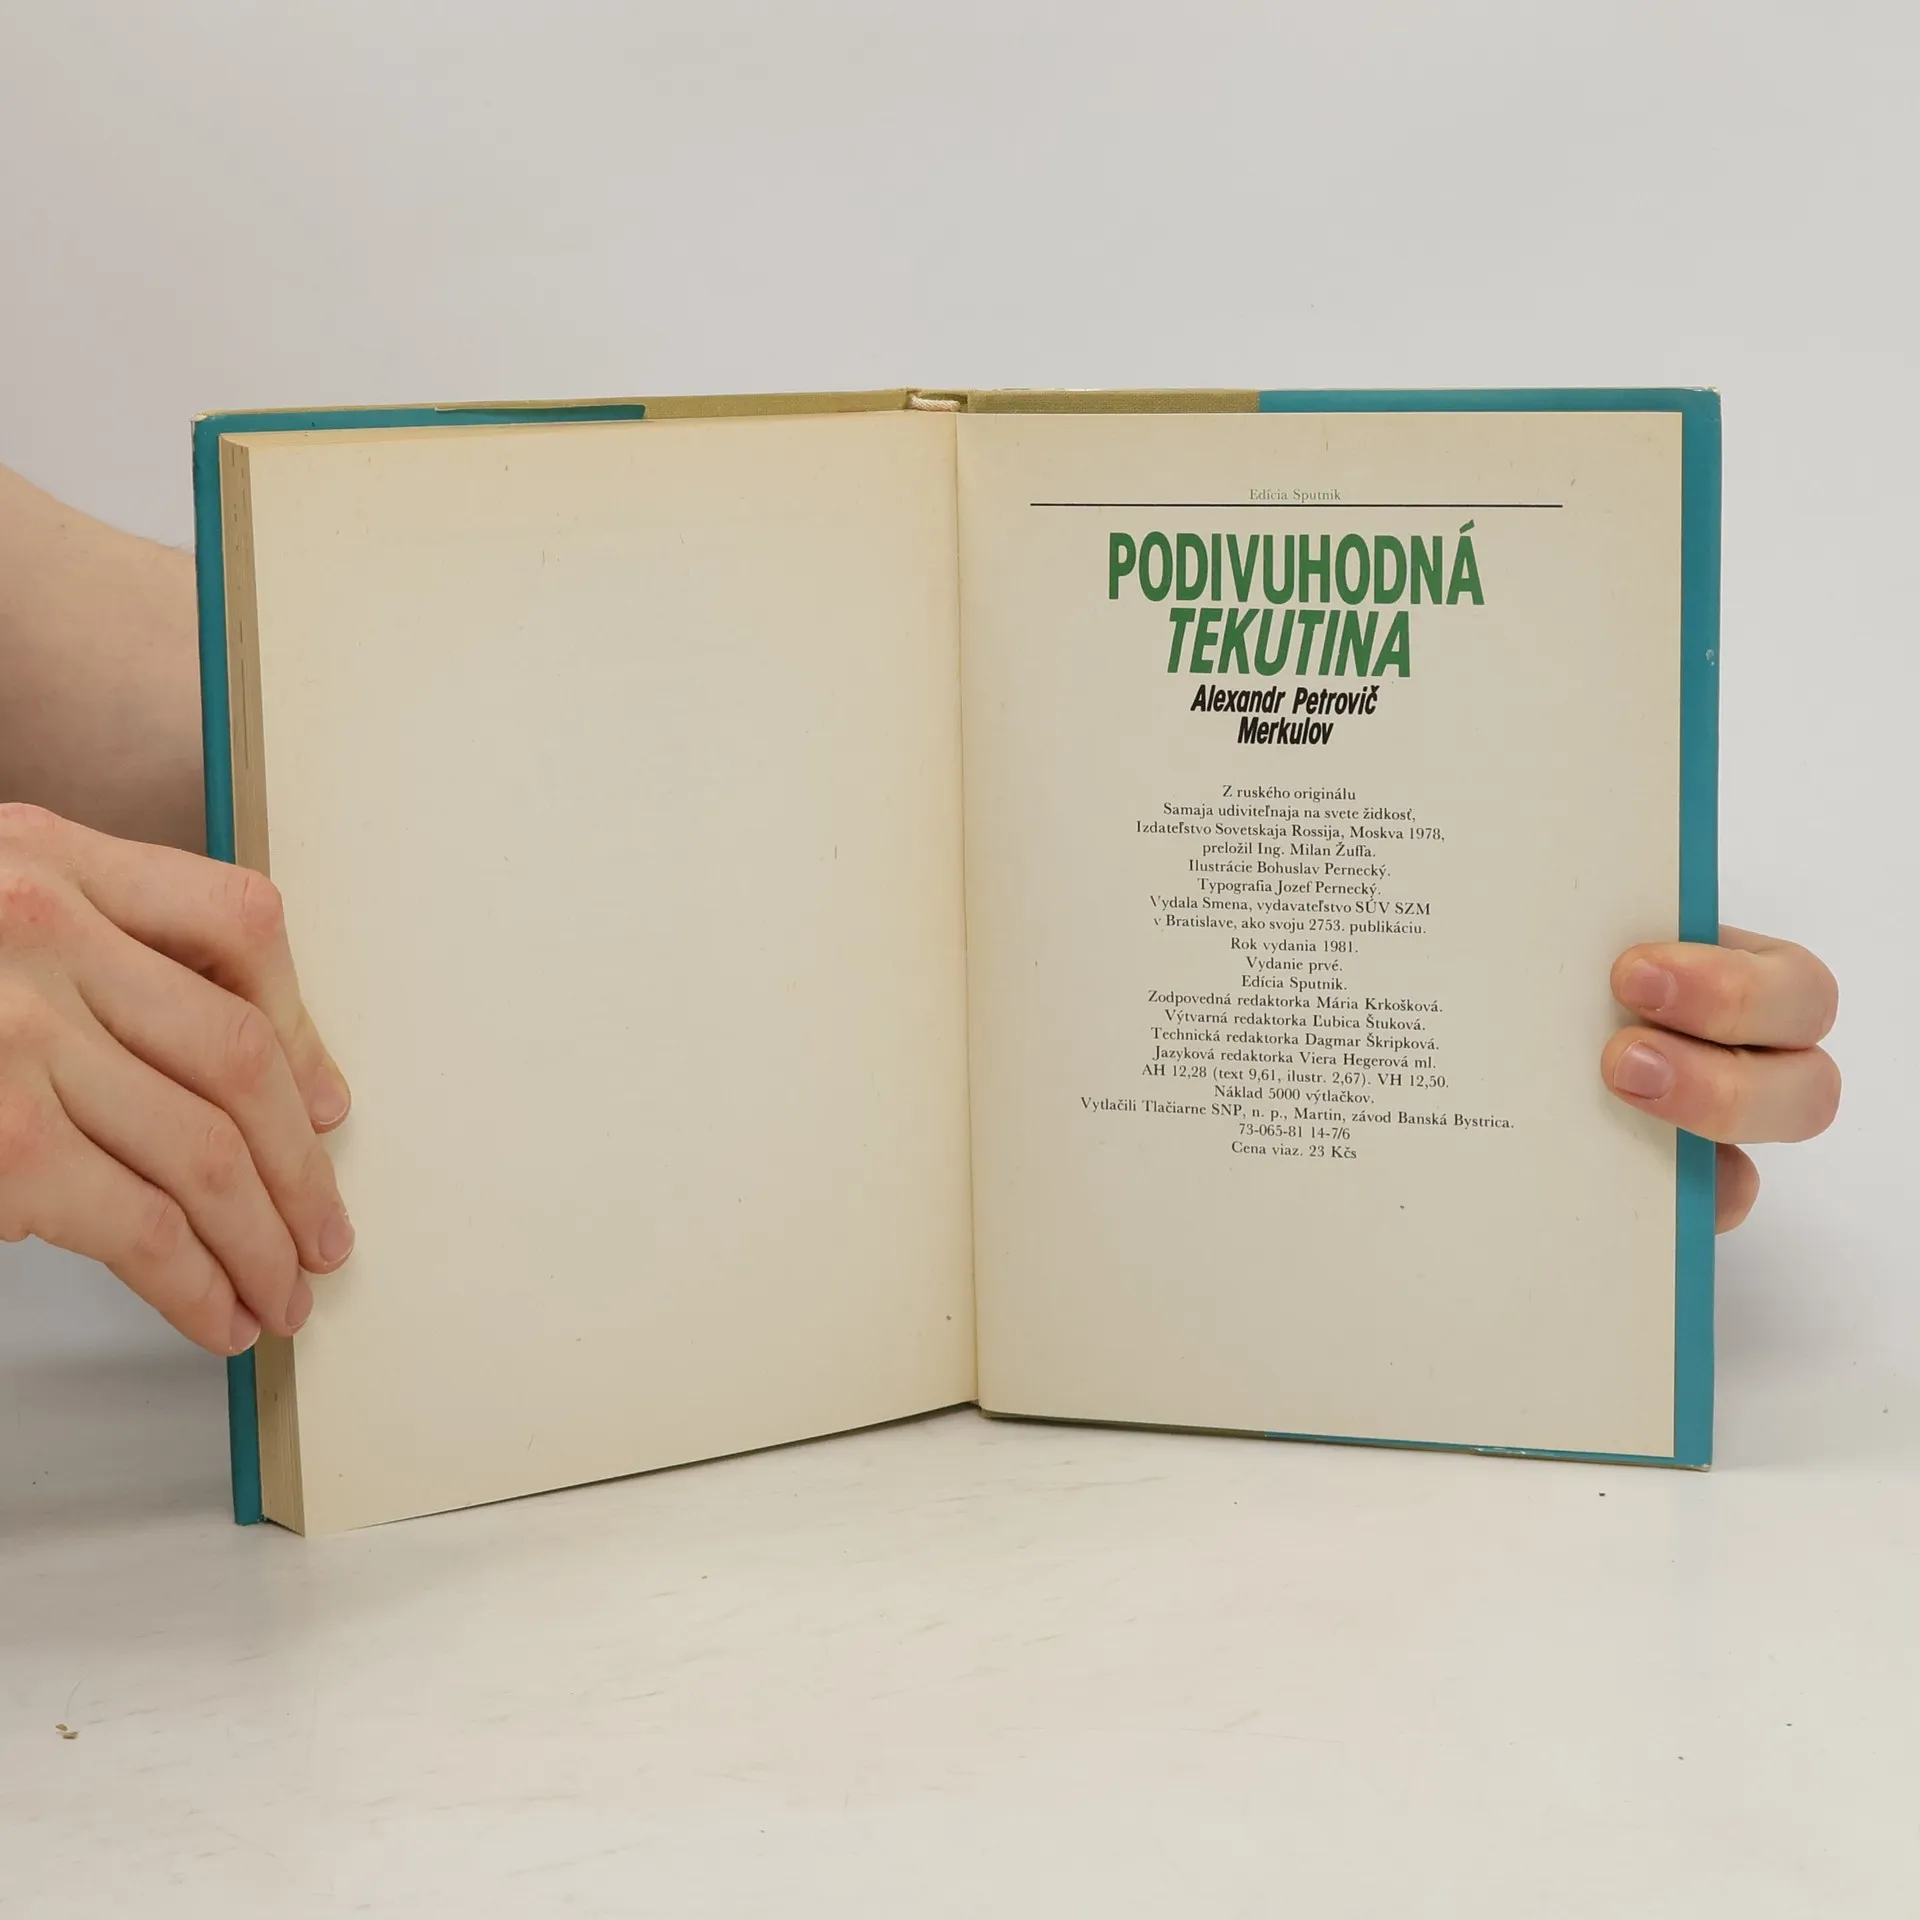 Edícia Sputnik
PODIVUHODNÁ
TEKUTINA
Alexandr Petrovič
Merkulov
Z ruského originálu
Samaja udiviteľnaja na svete židkosť,
Izdateľstvo Sovetskaja Rossija, Moskva 1978,
preložil Ing. Milan Žuffa.
Ilustrácie Bohuslav Pernecký.
Typografia Jozef Pernecký.
Vydala Smena, vydavateľstvo SÚV SZM
v Bratislave, ako svoju 2753. publikáciu.
Rok vydania 1981.
Vydanie prvé.
Edícia Sputnik.
Zodpovedná redaktorka Mária Krkošková.
Výtvarná redaktorka Ľubica Štuková.
Technická redaktorka Dagmar Škripková.
Jazyková redaktorka Viera Hegerová ml.
AH 12,28 (text 9,61, ilustr. 2,67). VH 12,50.
Náklad 5000 výtlačkov.
Vytlačili Tlačiarne SNP, n. p., Martin, závod Banská Bystrica.
73-065-81 14-7/6
Cena viaz. 23 Kčs